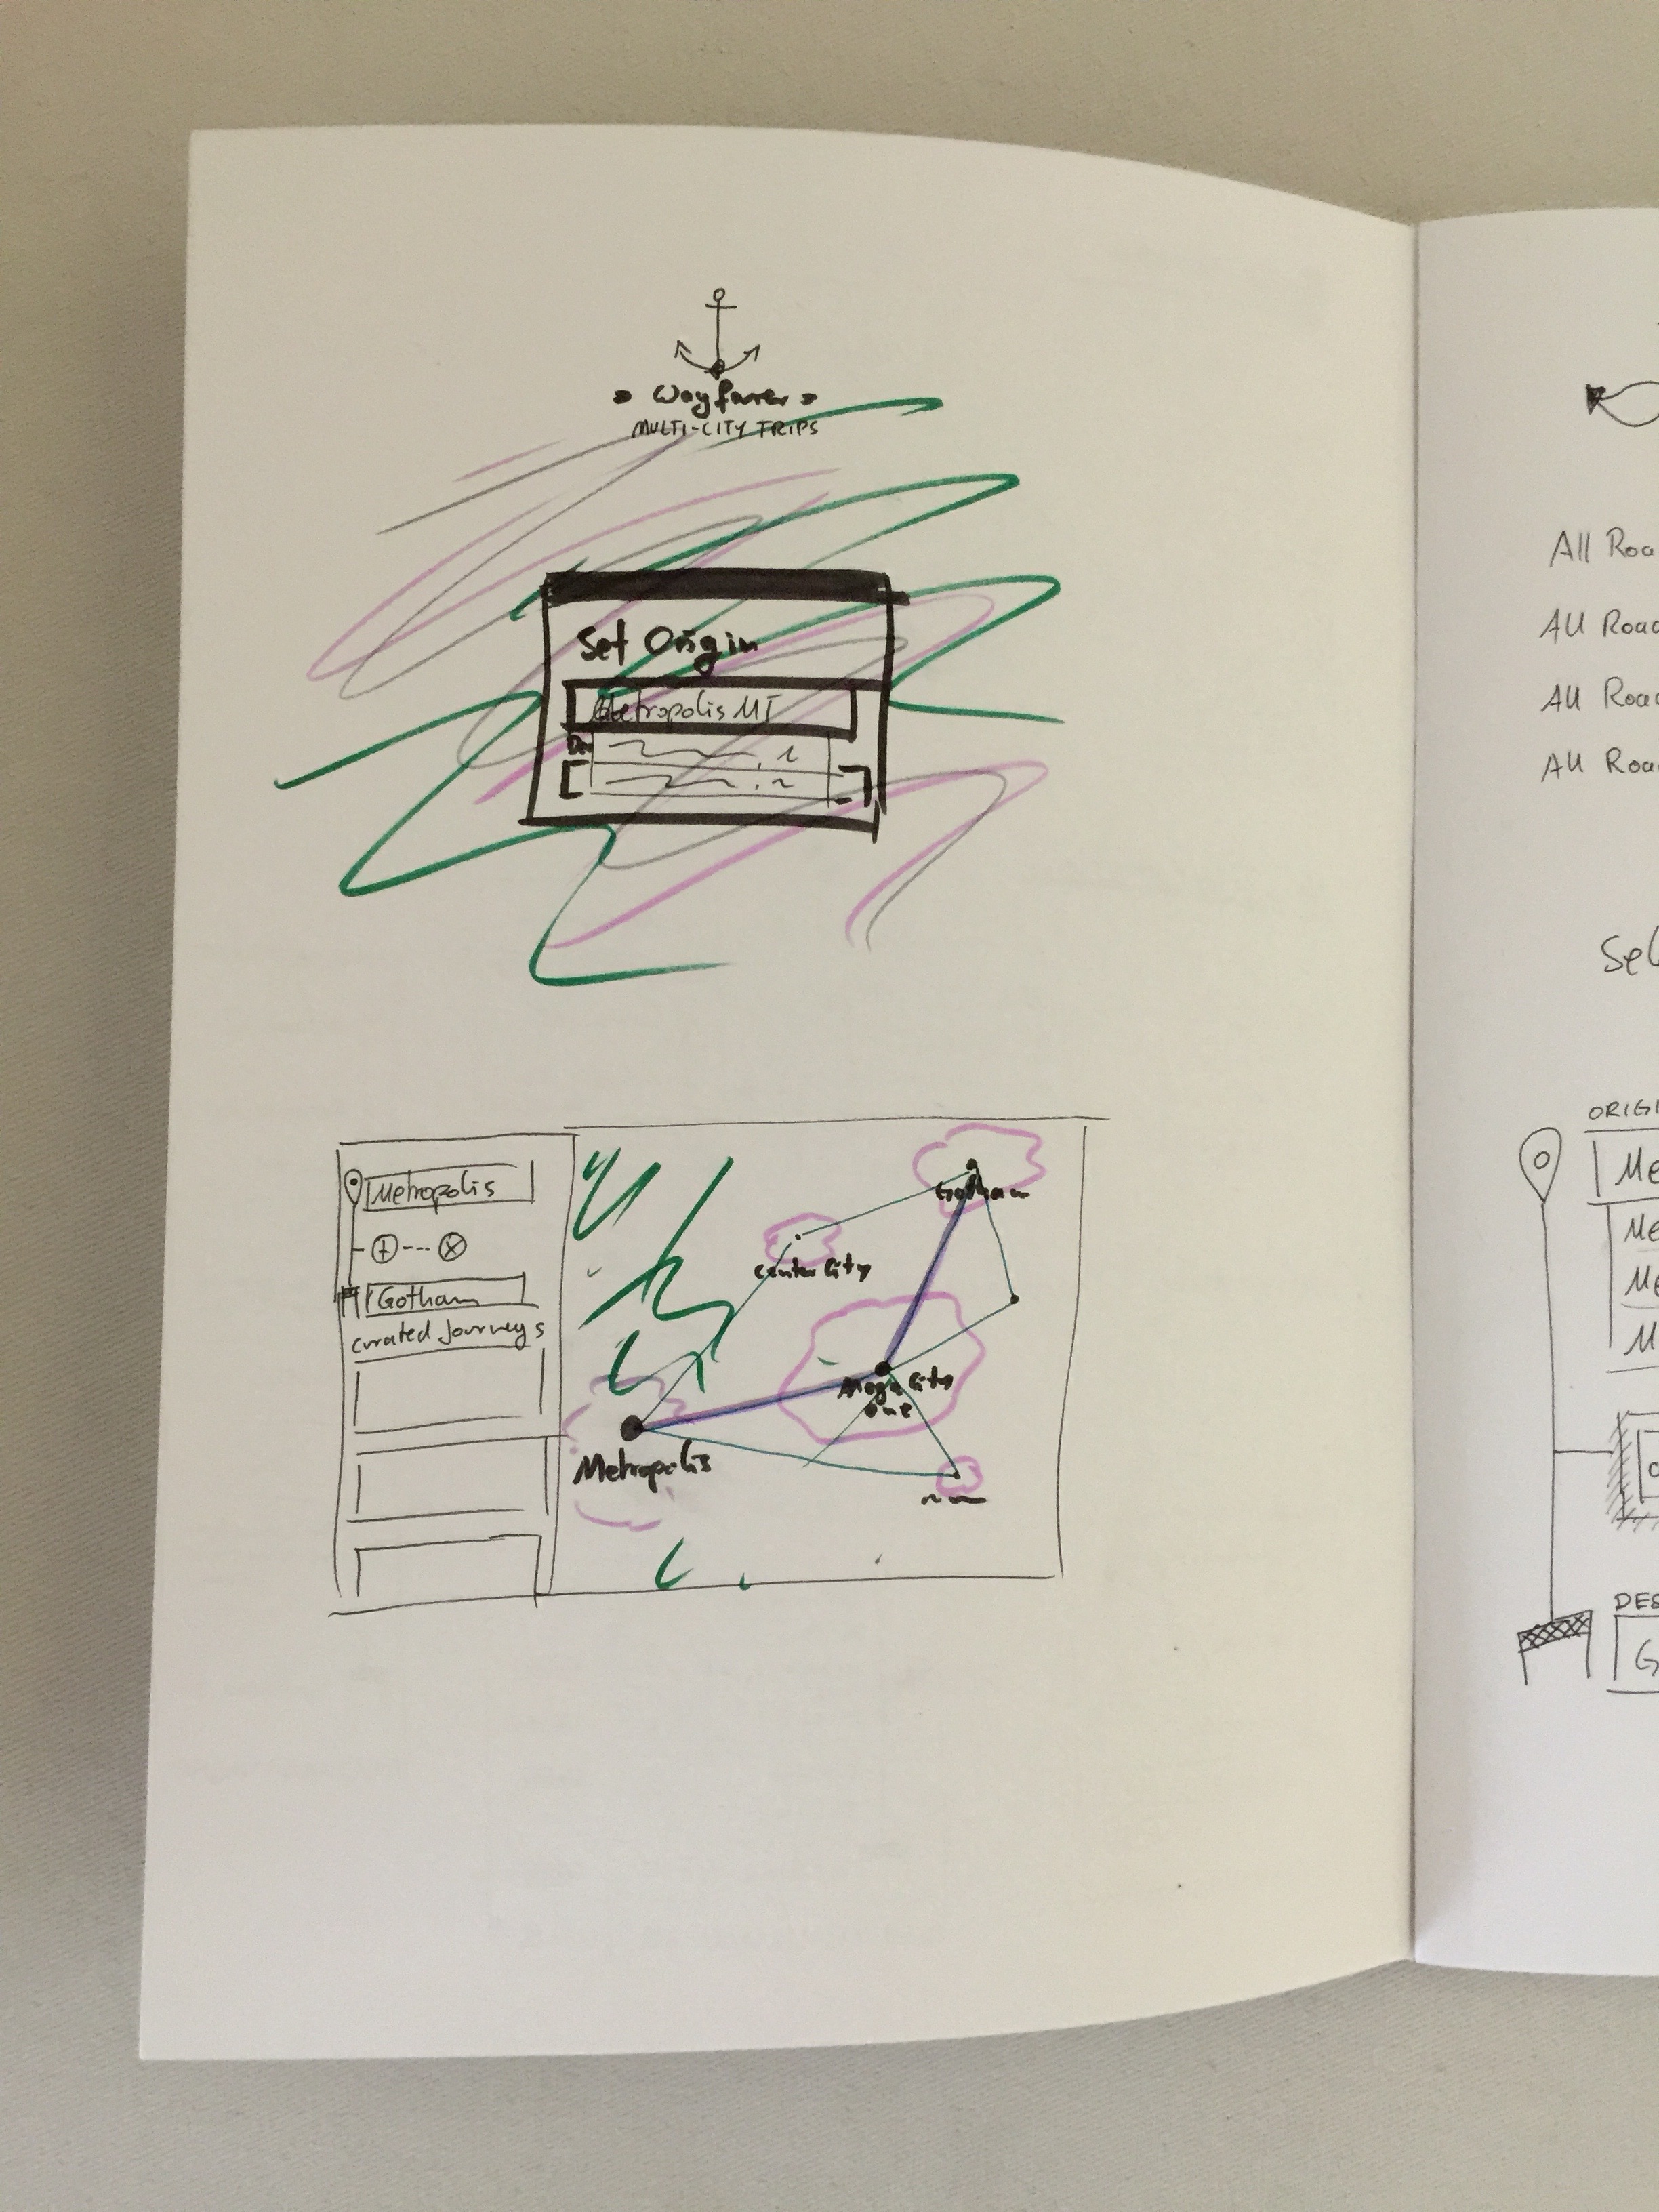 Wayfarer
MULTI-CITY TRIPS
Set Origin
Metropolis MI
Metropolis
Gotham
curated Journeys
Gotham
center City
Mega City
One
Metropolis
All Roa
All Road
All Road
All Road
Sel
ORIGI
Me
Me
Me
M
DES
G